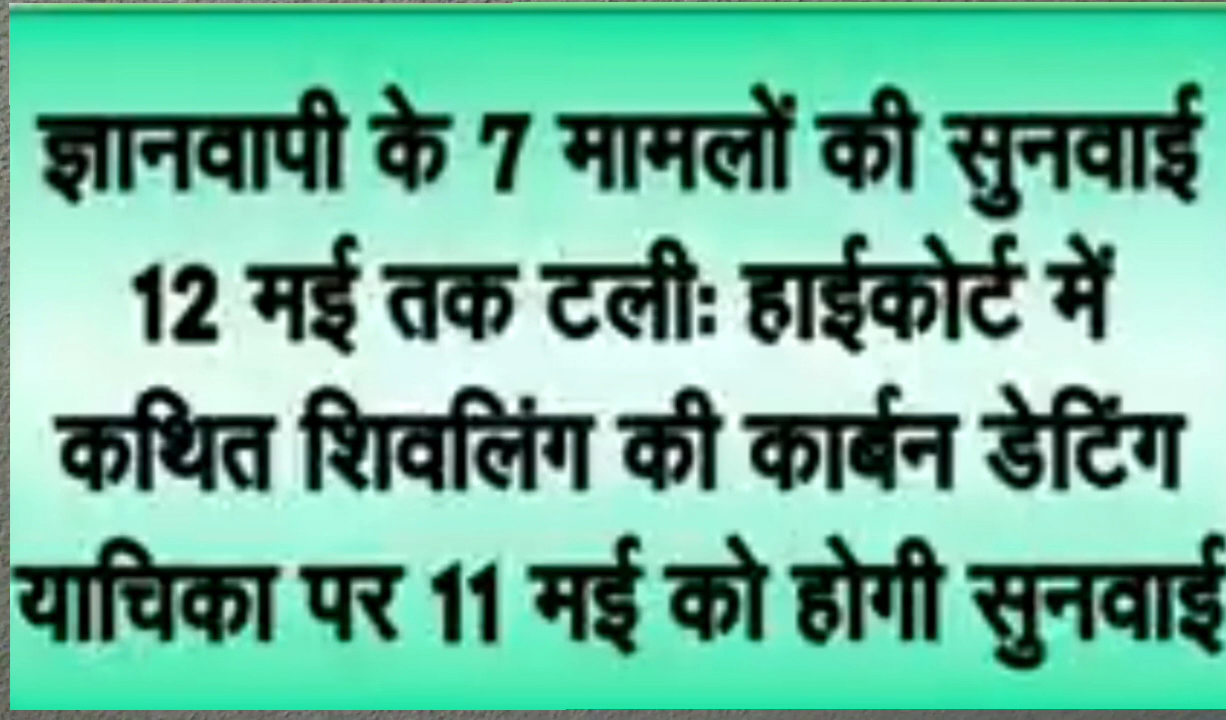 ज्ञानवापी के 7 मामलों की सुनवाई
12 मई तक टली: हाईकोर्ट में
कथित शिवलिंग की कार्बन डेटिंग
याचिका पर 11 मई को होगी सुनवाई